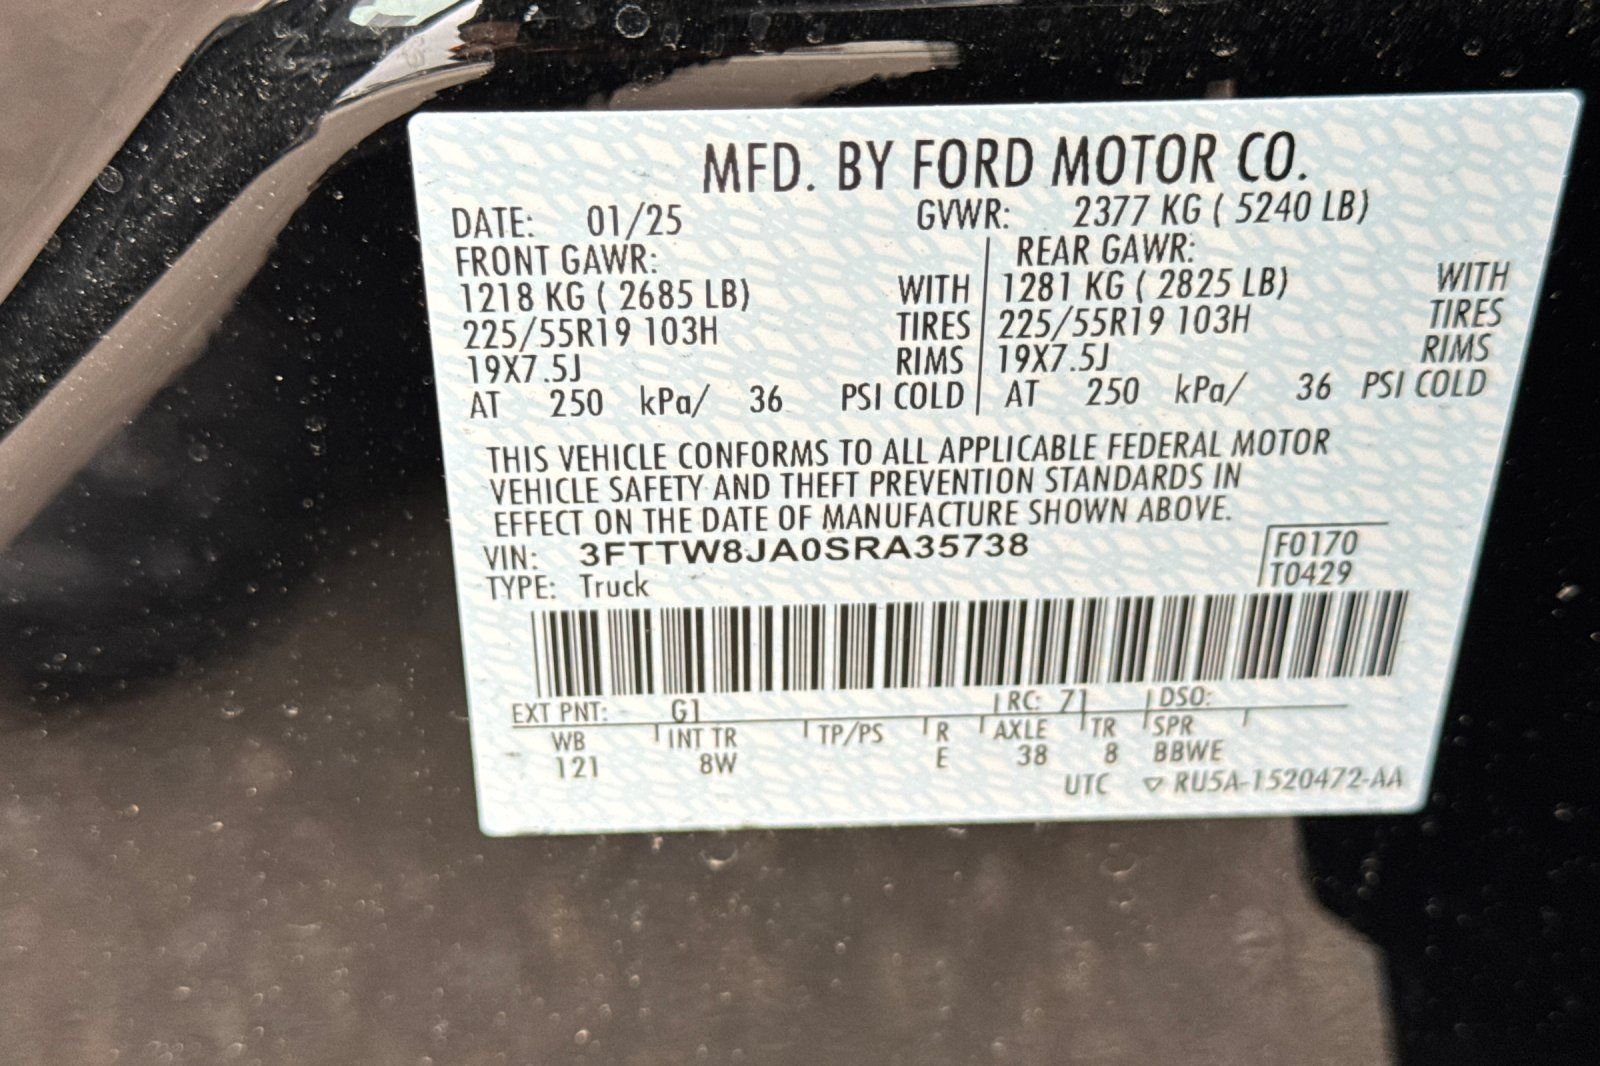 MFD. BY FORD MOTOR CO.
DATE: 01/25 GVWR: 2377 KG ( 5240 LB)
FRONT GAWR: REAR GAWR:
1218 KG ( 2685 LB) WITH 1281 KG ( 2825 LB) WITH
225/55R19 103H TIRES 225/55R19 103H TIRES
19X7.5J RIMS 19X7.5J RIMS
AT 250 kPa/ 36 PSI COLD AT 250 kPa/ 36 PSI COLD
THIS VEHICLE CONFORMS TO ALL APPLICABLE FEDERAL MOTOR
VEHICLE SAFETY AND THEFT PREVENTION STANDARDS IN
EFFECT ON THE DATE OF MANUFACTURE SHOWN ABOVE.
VIN: 3FTTW8JA0SRA35738 F0170
TYPE: Truck T0429
EXT PNT: G1 RC: 71 DSO:
WB INT TR TP/PS R AXLE TR SPR
121 8W E 38 8 BBWE
UTC ▽ RU5A-1520472-AA